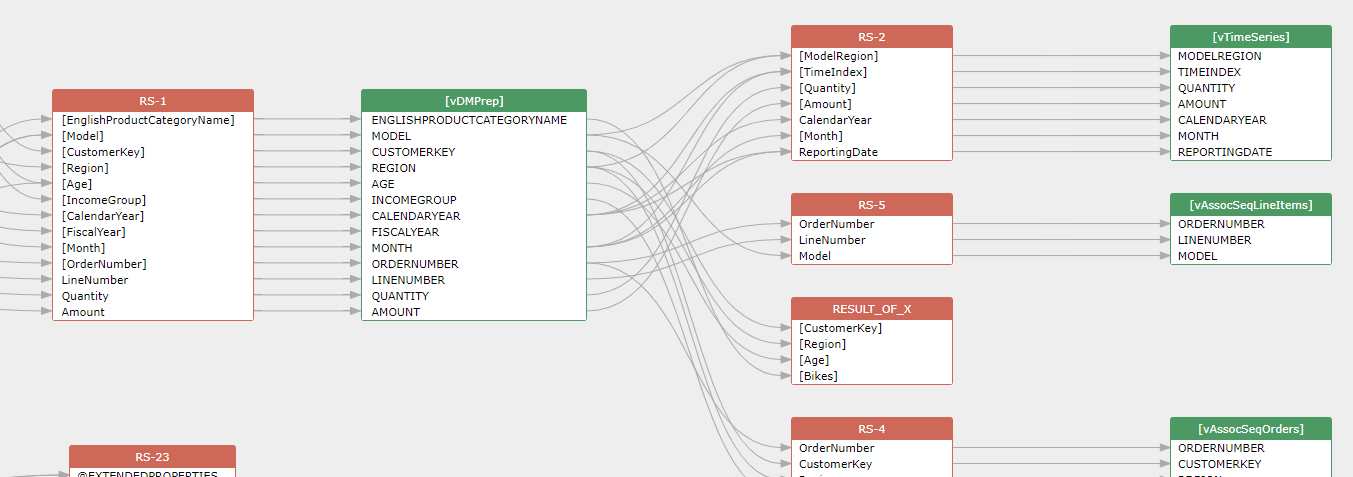 RS-1
[EnglishProductCategoryName]
[Model]
[CustomerKey]
[Region]
[Age]
[IncomeGroup]
[CalendarYear]
[FiscalYear]
[Month]
[OrderNumber]
LineNumber
Quantity
Amount
RS-23
@EXTENDEDPROPERTIES
[vDMPrep]
ENGLISHPRODUCTCATEGORYNAME
MODEL
CUSTOMERKEY
REGION
AGE
INCOMEGROUP
CALENDARYEAR
FISCALYEAR
MONTH
ORDERNUMBER
LINENUMBER
QUANTITY
AMOUNT
RS-2
[ModelRegion]
[TimeIndex]
[Quantity]
[Amount]
CalendarYear
[Month]
ReportingDate
RS-5
OrderNumber
LineNumber
Model
RESULT_OF_X
[CustomerKey]
[Region]
[Age]
[Bikes]
RS-4
OrderNumber
CustomerKey
[vTimeSeries]
MODELREGION
TIMEINDEX
QUANTITY
AMOUNT
CALENDARYEAR
MONTH
REPORTINGDATE
[vAssocSeqLineItems]
ORDERNUMBER
LINENUMBER
MODEL
[vAssocSeqOrders]
ORDERNUMBER
CUSTOMERKEY